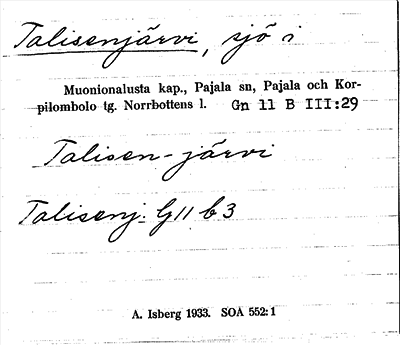 Talisenjärvi, sjö i
Muonionalusta kap., Pajala sn, Pajala och Kor-
pilombolo tg. Norrbottens l. Gn 11 B III:29
Talisen-järvi
Talisenj. G11 b3
A. Isberg 1933. SOA 552:1